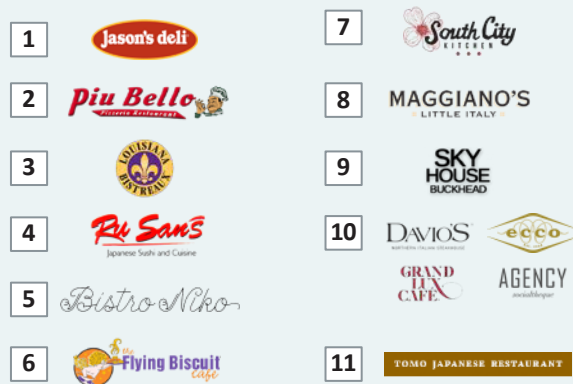 1
Jason's deli
2
Piu Bello
Pizzeria Restaurant
3
LOUISIANA
BISTREAUX
4
Ru San's
Japanese Sushi and Cuisine
5
Bistro Niko
6
the
Flying Biscuit
Café
7
South City
KITCHEN
8
MAGGIANO'S
LITTLE ITALY
9
SKY
HOUSE
BUCKHEAD
10
DAVIO'S
NORTHERN ITALIAN STEAKHOUSE
ecco
GRAND
LUX
CAFE
AGENCY
socialtheque
11
TOMO JAPANESE RESTAURANT